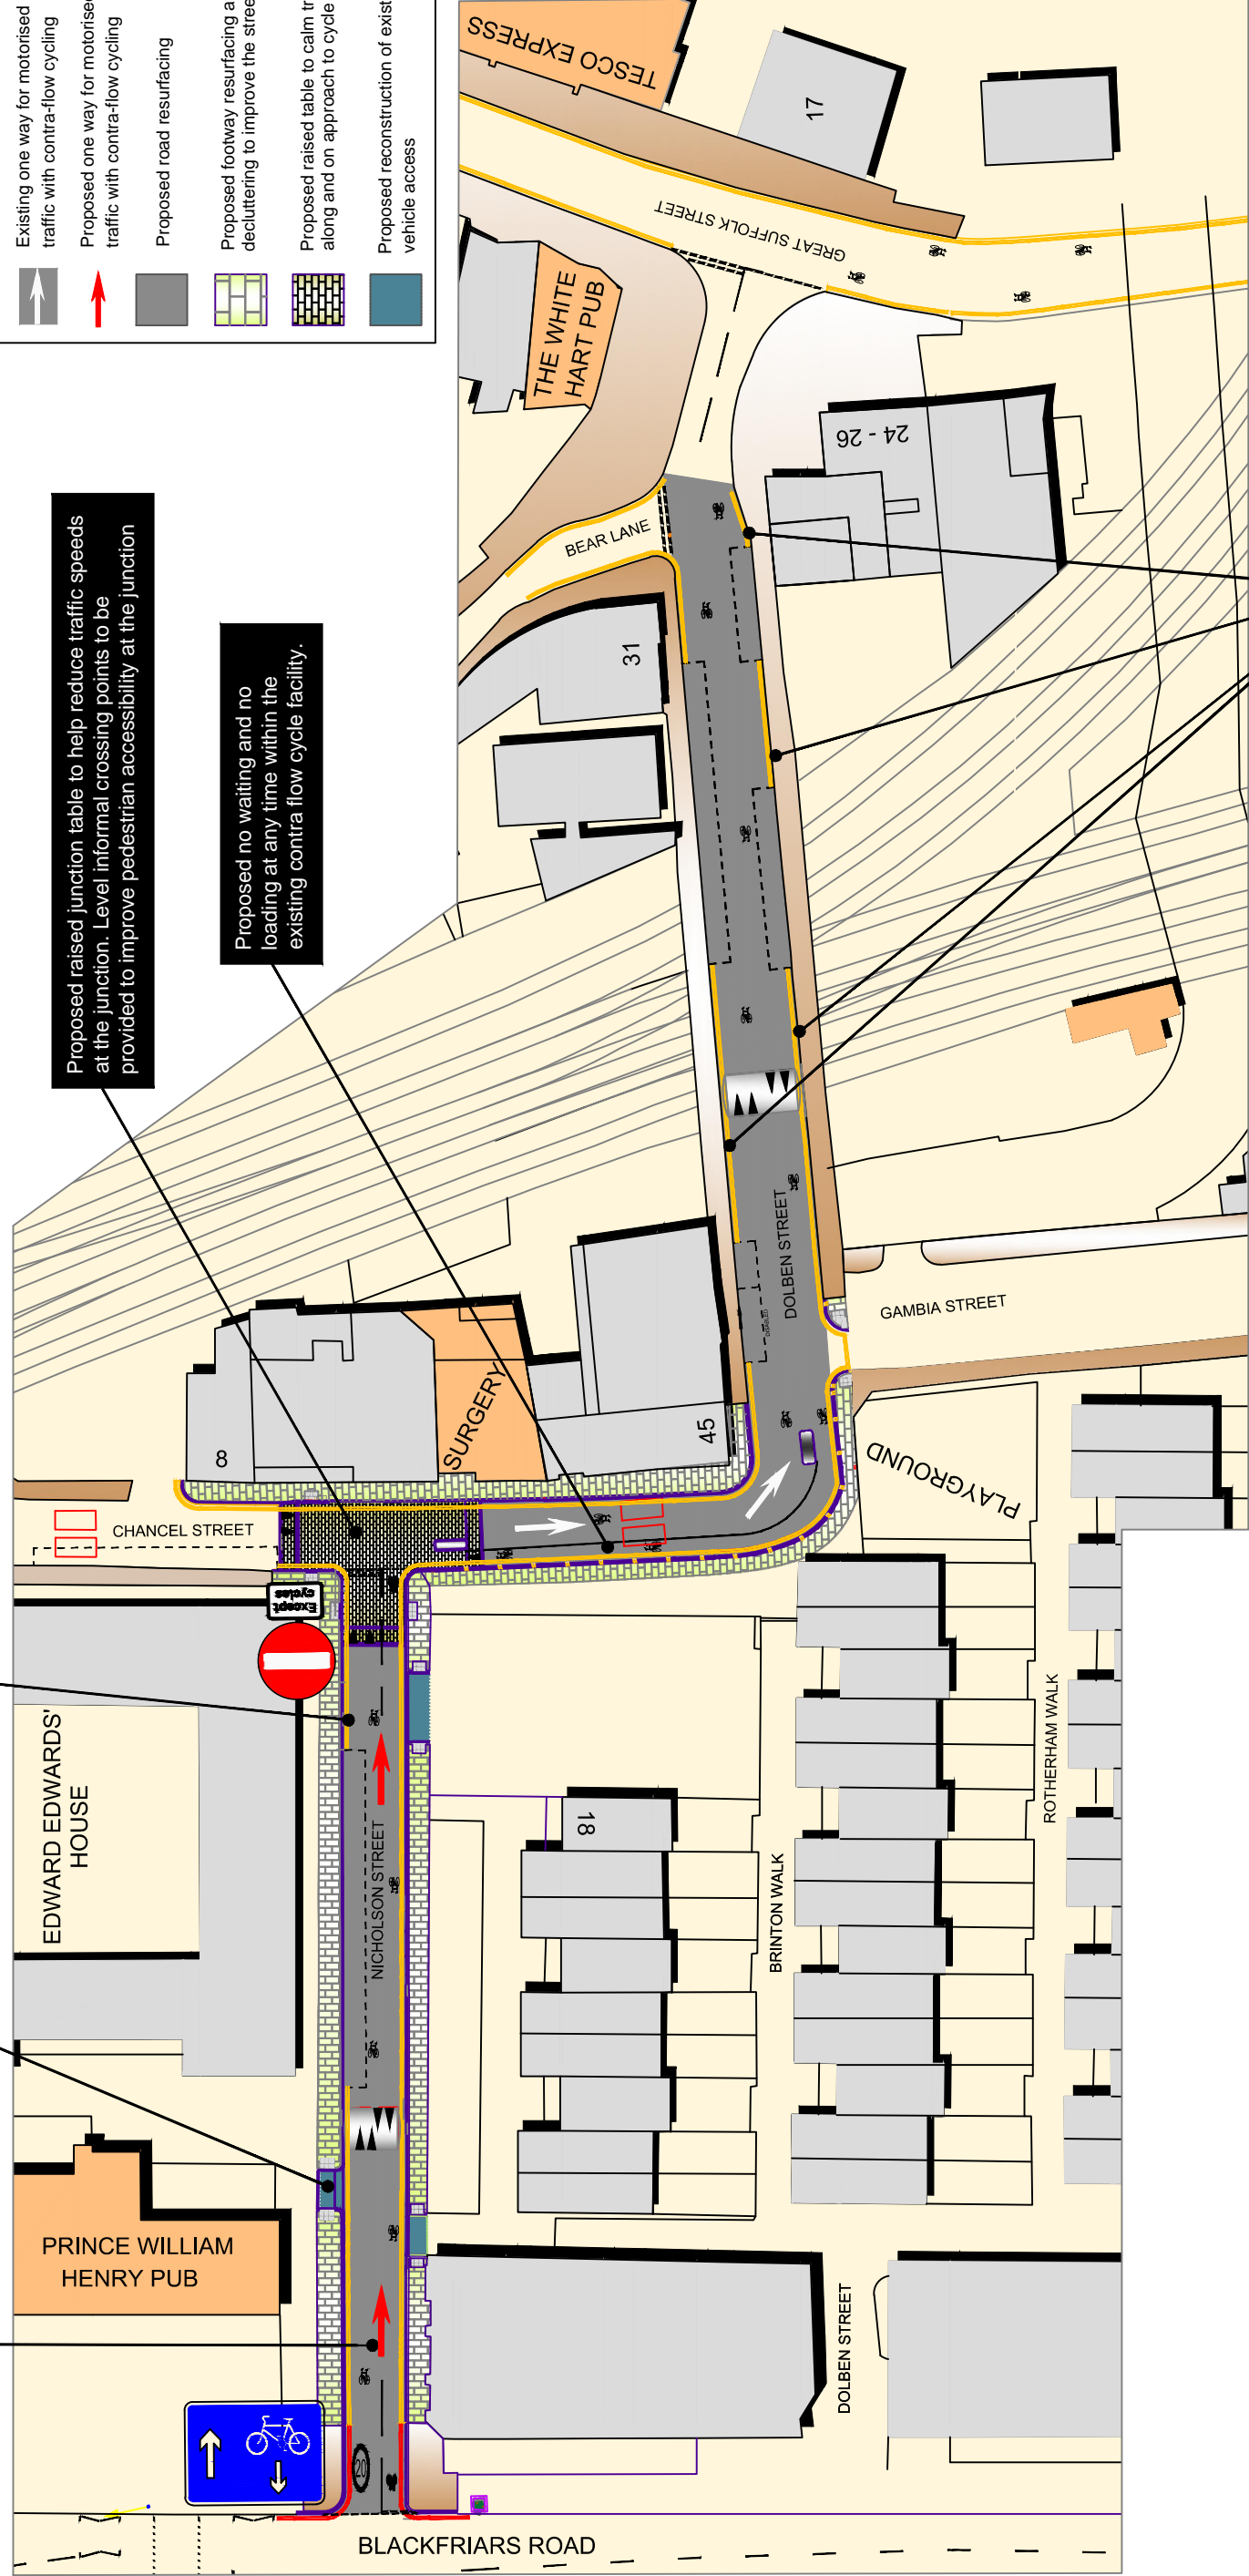 Existing one way for motorised
traffic with contra-flow cycling
Proposed one way for motorised
traffic with contra-flow cycling
Proposed road resurfacing
Proposed footway resurfacing
decluttering to improve the
Proposed raised table to calm
along and on approach to cycle
Proposed reconstruction of
vehicle access
Proposed raised junction table to help reduce traffic speeds
at the junction. Level informal crossing points to be
provided to improve pedestrian accessibility at the junction
Proposed no waiting and no
loading at any time within the
existing contra flow cycle facility.
TESCO EXPRESS
17
GREAT SUFFOLK STREET
THE WHITE
HART PUB
24 - 26
BEAR LANE
31
DOLBEN STREET
DISABLED
GAMBIA STREET
PLAYGROUND
45
SURGERY
8
CHANCEL STREET
Except
cycles
EDWARD EDWARDS'
HOUSE
NICHOLSON STREET
18
BRINTON WALK
ROTHERHAM WALK
PRINCE WILLIAM
HENRY PUB
20
DOLBEN STREET
BLACKFRIARS ROAD